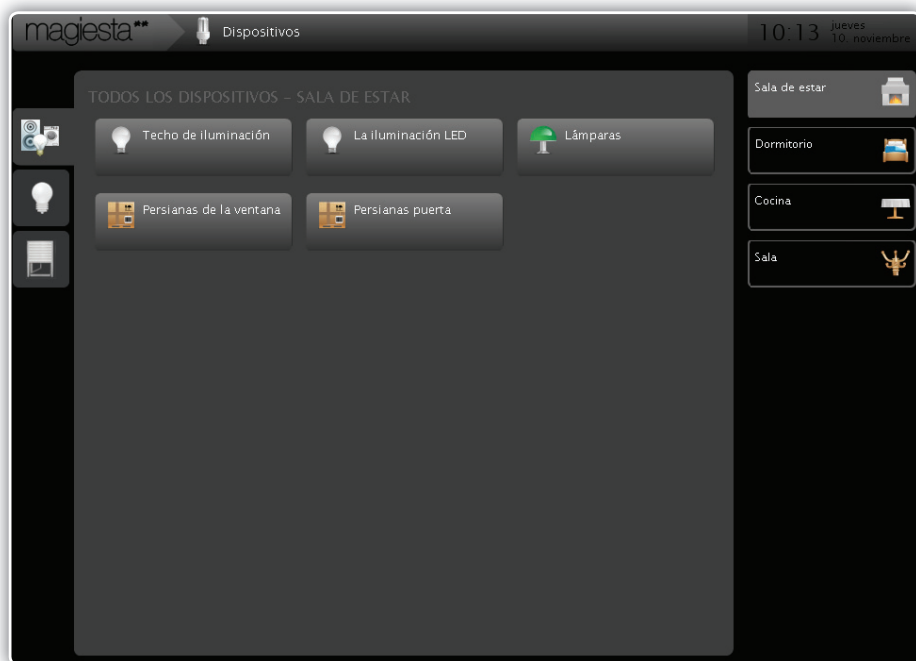 magiesta
Dispositivos
10:13
jueves
10. noviembre
TODOS LOS DISPOSITIVOS – SALA DE ESTAR
Techo de iluminación
La iluminación LED
Lámparas
Persianas de la ventana
Persianas puerta
Sala de estar
Dormitorio
Cocina
Sala